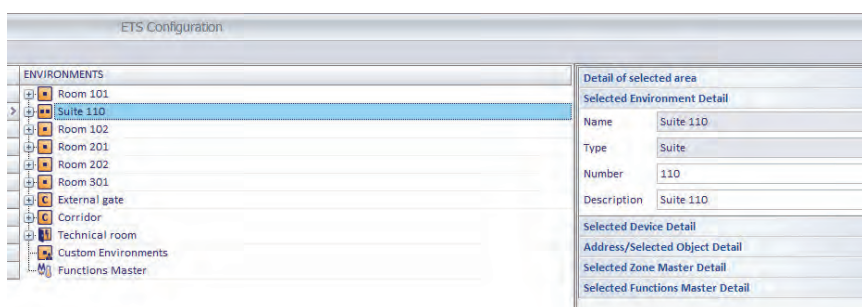 ETS Configuration
ENVIRONMENTS
Room 101
Suite 110
Room 102
Room 201
Room 202
Room 301
C External gate
C Corridor
Technical room
Custom Environments
Functions Master
Detail of selected area
Selected Environment Detail
Name Suite 110
Type Suite
Number 110
Description Suite 110
Selected Device Detail
Address/Selected Object Detail
Selected Zone Master Detail
Selected Functions Master Detail